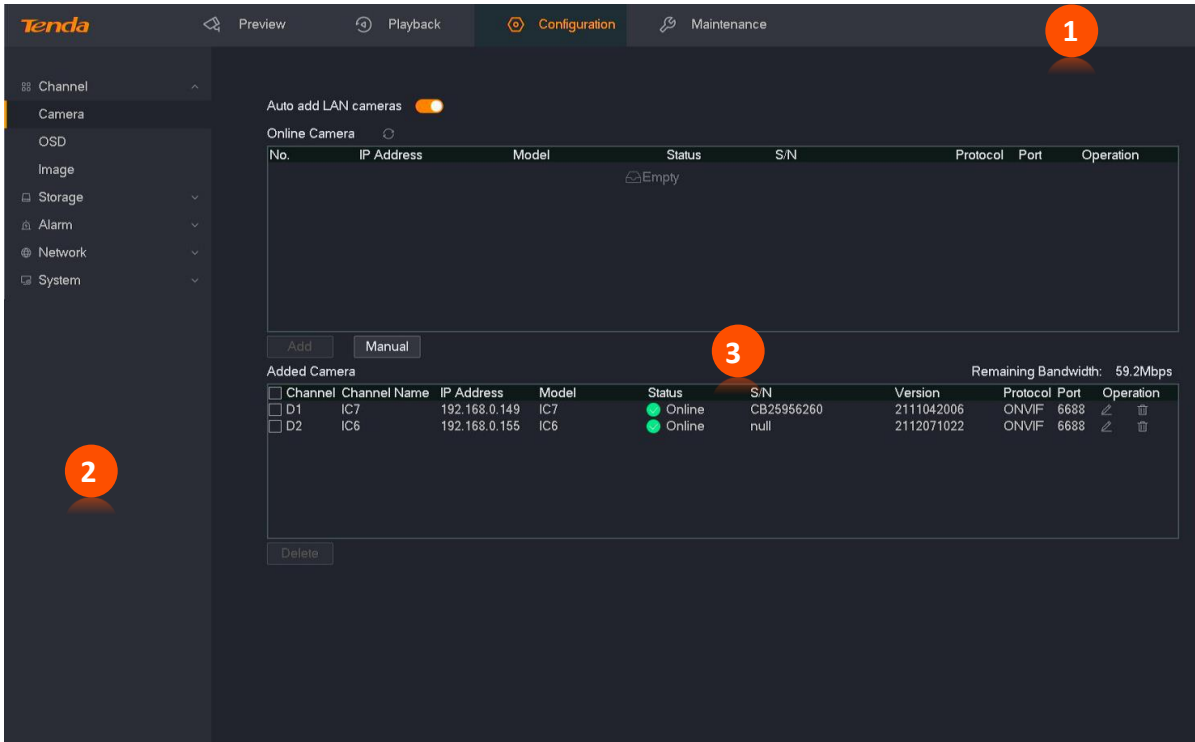 Tenda Preview Playback Configuration Maintenance
1
Channel
Camera
OSD
Image
Storage
Alarm
Network
System
2
Auto add LAN cameras
Online Camera
No. IP Address Model Status S/N Protocol Port Operation
Empty
Add Manual
3
Added Camera Remaining Bandwidth: 59.2Mbps
Channel Channel Name IP Address Model Status S/N Version Protocol Port Operation
D1 IC7 192.168.0.149 IC7 Online CB25956260 2111042006 ONVIF 6688
D2 IC6 192.168.0.155 IC6 Online null 2112071022 ONVIF 6688
Delete